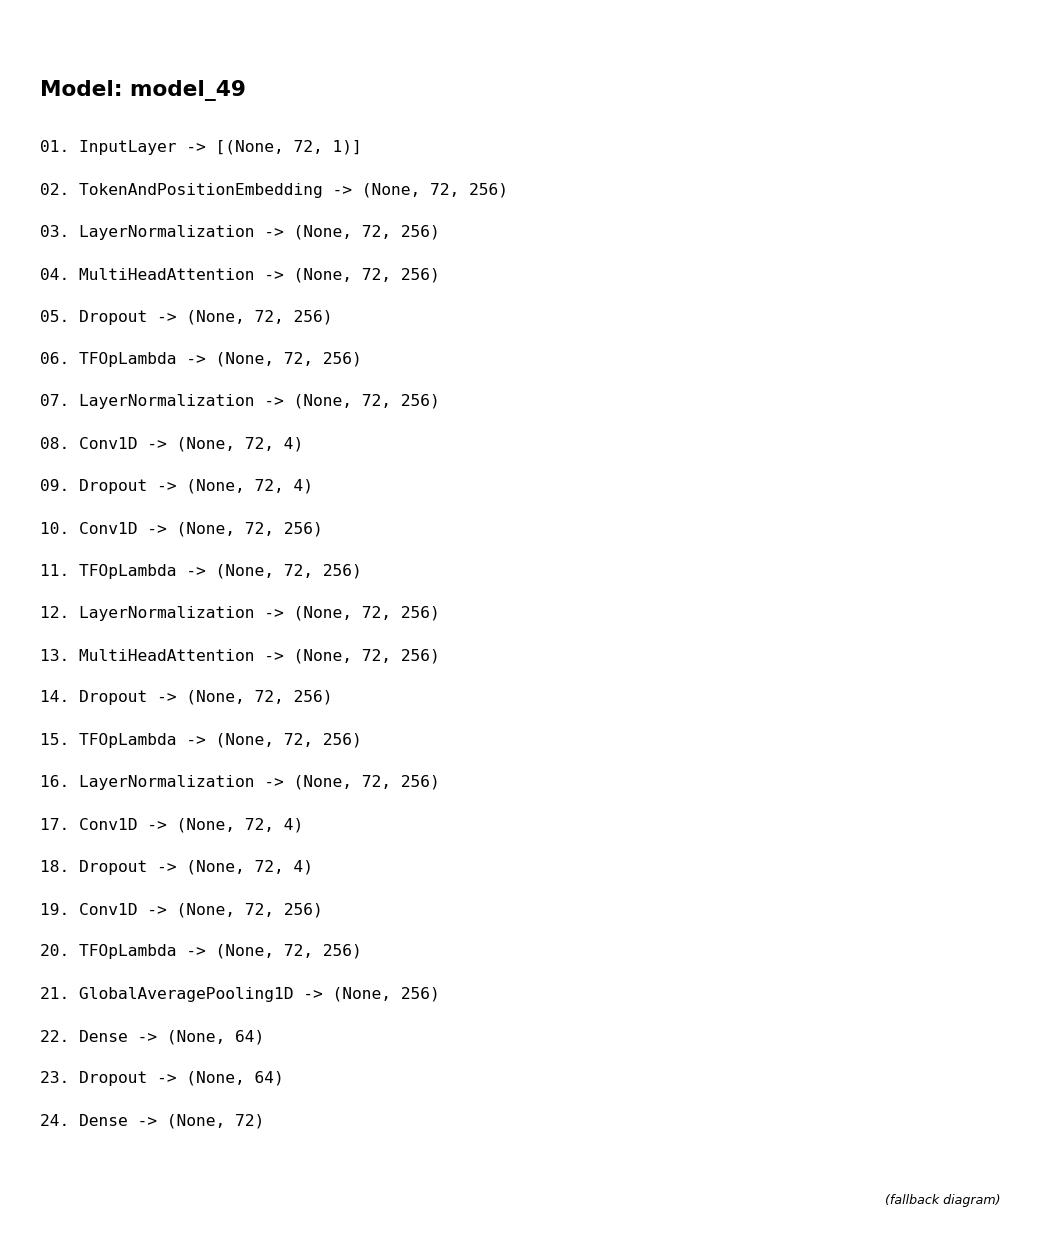 Model: model_49
01. InputLayer -> [(None, 72, 1)]
02. TokenAndPositionEmbedding -> (None, 72, 256)
03. LayerNormalization -> (None, 72, 256)
04. MultiHeadAttention -> (None, 72, 256)
05. Dropout -> (None, 72, 256)
06. TFOpLambda -> (None, 72, 256)
07. LayerNormalization -> (None, 72, 256)
08. Conv1D -> (None, 72, 4)
09. Dropout -> (None, 72, 4)
10. Conv1D -> (None, 72, 256)
11. TFOpLambda -> (None, 72, 256)
12. LayerNormalization -> (None, 72, 256)
13. MultiHeadAttention -> (None, 72, 256)
14. Dropout -> (None, 72, 256)
15. TFOpLambda -> (None, 72, 256)
16. LayerNormalization -> (None, 72, 256)
17. Conv1D -> (None, 72, 4)
18. Dropout -> (None, 72, 4)
19. Conv1D -> (None, 72, 256)
20. TFOpLambda -> (None, 72, 256)
21. GlobalAveragePooling1D -> (None, 256)
22. Dense -> (None, 64)
23. Dropout -> (None, 64)
24. Dense -> (None, 72)
(fallback diagram)